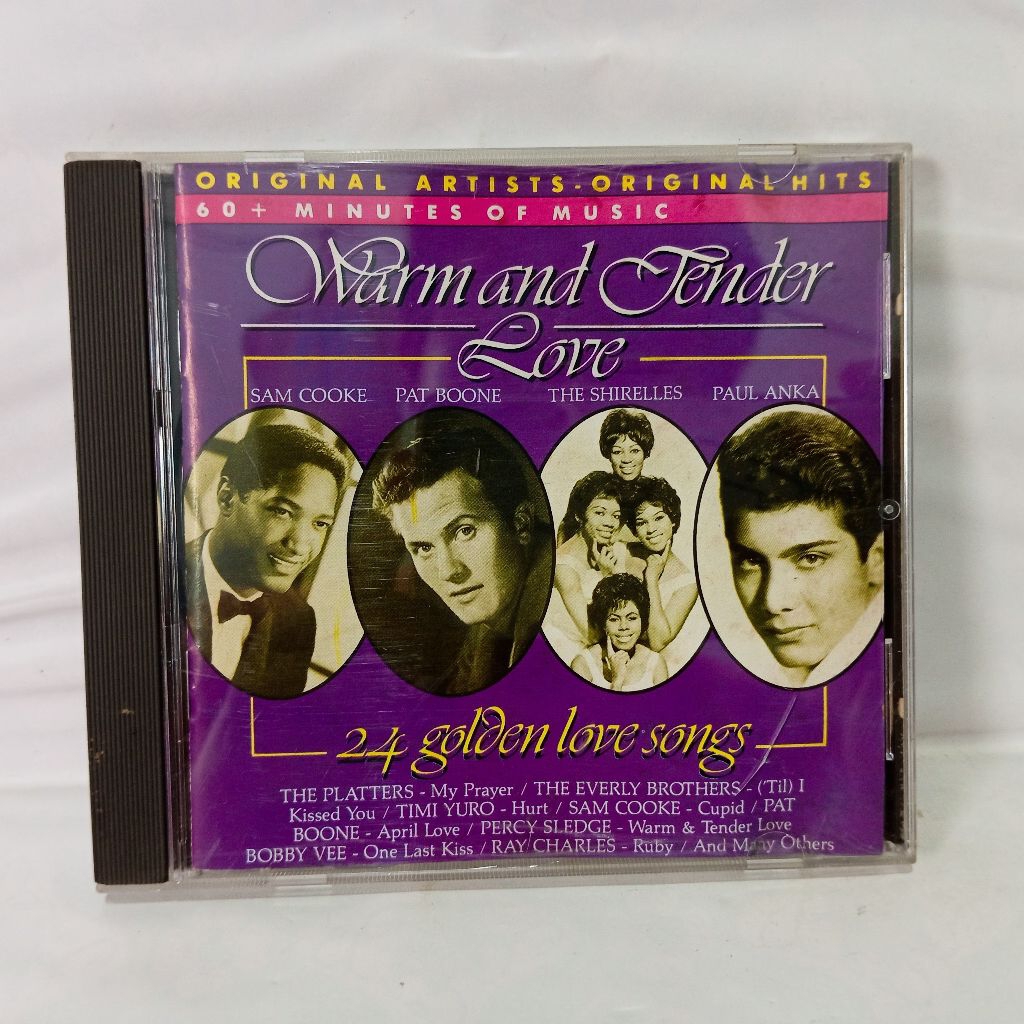 ORIGINAL ARTISTS-ORIGINAL HITS
60+ MINUTES OF MUSIC
Warm and Tender
Love
SAM COOKE PAT BOONE THE SHIRELLES PAUL ANKA
24 golden love songs
THE PLATTERS - My Prayer / THE EVERLY BROTHERS - ('Til) I
Kissed You / TIMI YURO - Hurt / SAM COOKE - Cupid / PAT
BOONE - April Love / PERCY SLEDGE - Warm & Tender Love
BOBBY VEE - One Last Kiss / RAY CHARLES - Ruby / And Many Others